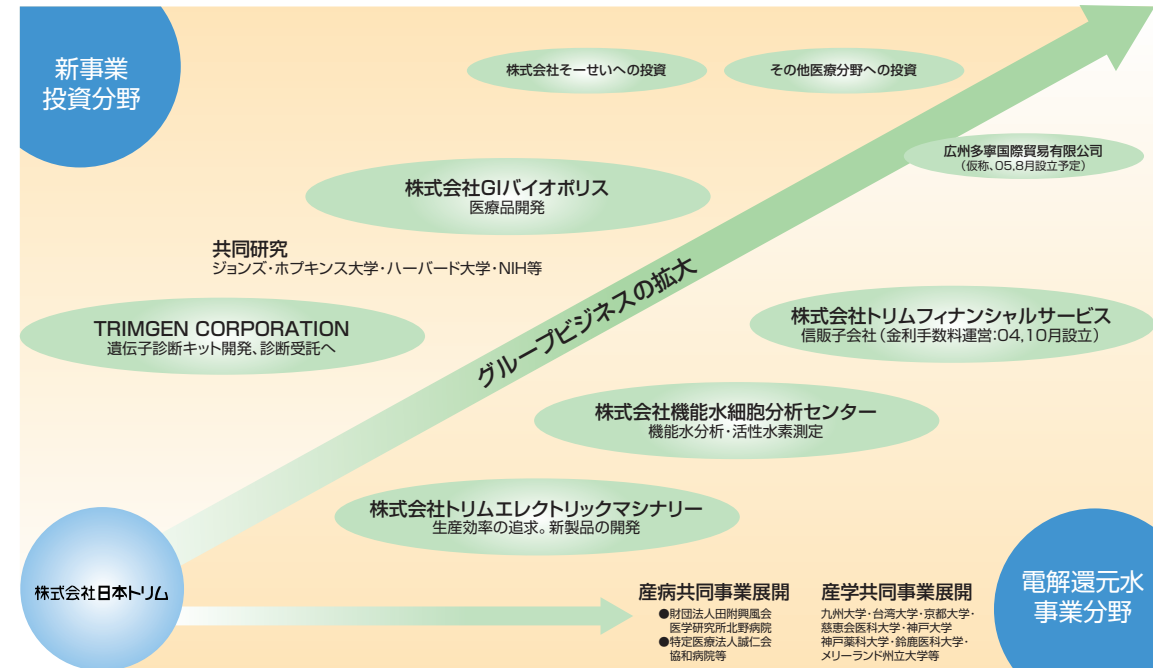 新事業
投資分野
株式会社そーせいへの投資
その他医療分野への投資
広州多寧国際貿易有限公司
（仮称、05,8月設立予定）
株式会社GIバイオポリス
医療品開発
共同研究
ジョンズ・ホプキンス大学・ハーバード大学・NIH等
グループビジネスの拡大
TRIMGEN CORPORATION
遺伝子診断キット開発、診断受託へ
株式会社トリムフィナンシャルサービス
信販子会社（金利手数料運営：04,10月設立）
株式会社機能水細胞分析センター
機能水分析・活性水素測定
株式会社トリムエレクトリックマシナリー
生産効率の追求。新製品の開発
株式会社日本トリム
産病共同事業展開
●財団法人田附興風会
医学研究所北野病院
●特定医療法人誠仁会
協和病院等
産学共同事業展開
九州大学・台湾大学・京都大学・
慈恵会医科大学・神戸大学
神戸薬科大学・鈴鹿医科大学・
メリーランド州立大学等
電解還元水
事業分野